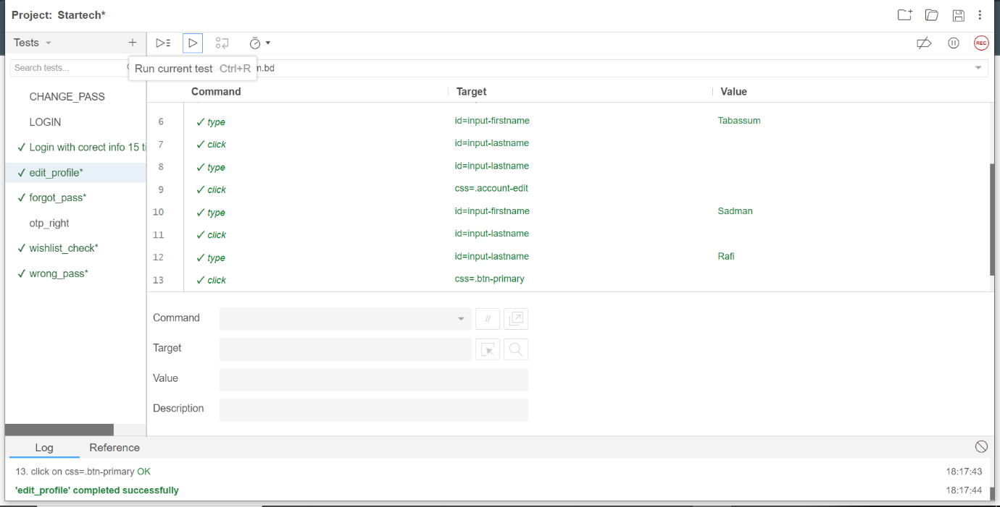 Project: Startech*
Tests
Search tests...
Run current test Ctrl+R
m.bd
Command Target Value
CHANGE_PASS
LOGIN
✓ Login with corect info 15 ti
✓ edit_profile*
✓ forgot_pass*
otp_right
✓ wishlist_check*
✓ wrong_pass*
6 ✓ type id=input-firstname Tabassum
7 ✓ click id=input-lastname
8 ✓ type id=input-lastname
9 ✓ click css=.account-edit
10 ✓ type id=input-firstname Sadman
11 ✓ click id=input-lastname
12 ✓ type id=input-lastname Rafi
13 ✓ click css=.btn-primary
Command //
Target
Value
Description
REC
Log Reference
13. click on css=.btn-primary OK 18:17:43
'edit_profile' completed successfully 18:17:44